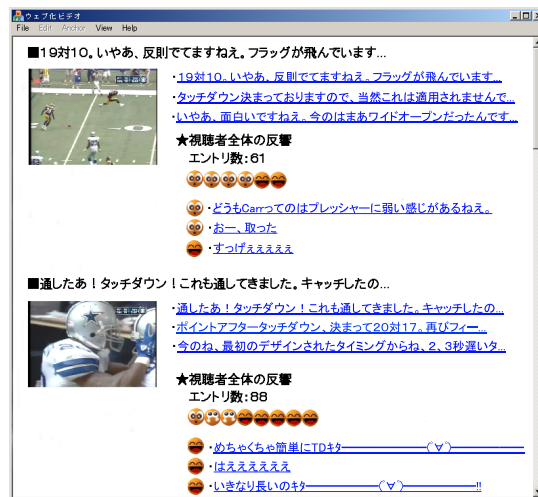 ウェブ化ビデオ
File Edit Anchor View Help
■19対10。いやあ、反則でてますねえ。フラッグが飛んでいます...
・19対10。いやあ、反則でてますねえ。フラッグが飛んでいます...
・タッチダウン決まっておりますので、当然これは適用されませんで...
・いやあ、面白いですねえ。今のはまあワイドオープンだったんです...
★視聴者全体の反響
エントリ数：61
・どうもCarrってのはプレッシャーに弱い感じがあるねえ。
・おー、取った
・すっげぇぇぇぇぇ
■通したあ！タッチダウン！これも通してきました。キャッチしたの...
・通したあ！タッチダウン！これも通してきました。キャッチしたの...
・ポイントアフタータッチダウン、決まって20対17。再びフィー...
・今のね、最初のデザインされたタイミングからね、2、3秒遅いタ...
★視聴者全体の反響
エントリ数：88
・めちゃくちゃ簡単にTDｷﾀ━━━━━━━(ﾟ∀ﾟ)━━━━━━
・はえええええええ
・いきなり長いのｷﾀ━━━━━━(ﾟ∀ﾟ)━━━━━━!!